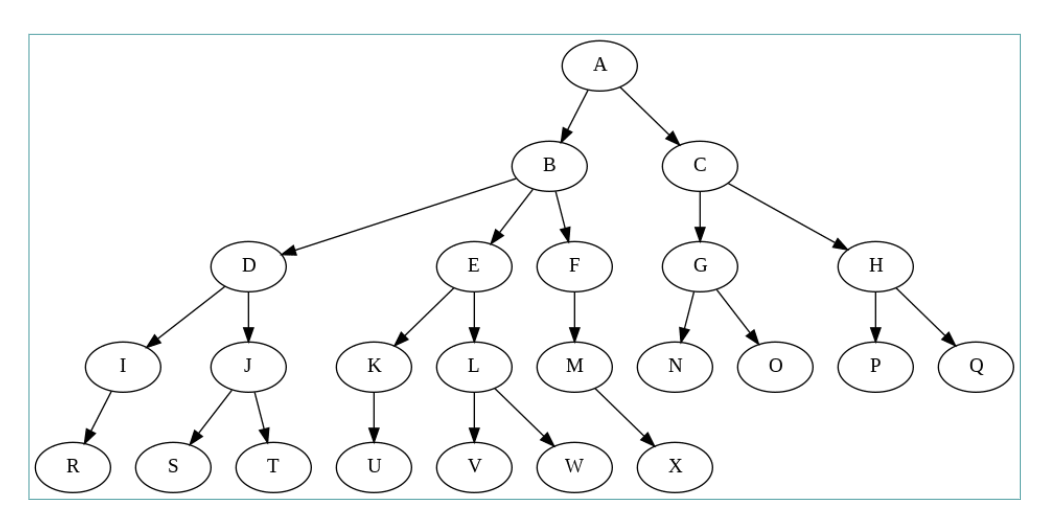 A
B C
D E F G H
I J K L M N O P Q
R S T U V W X